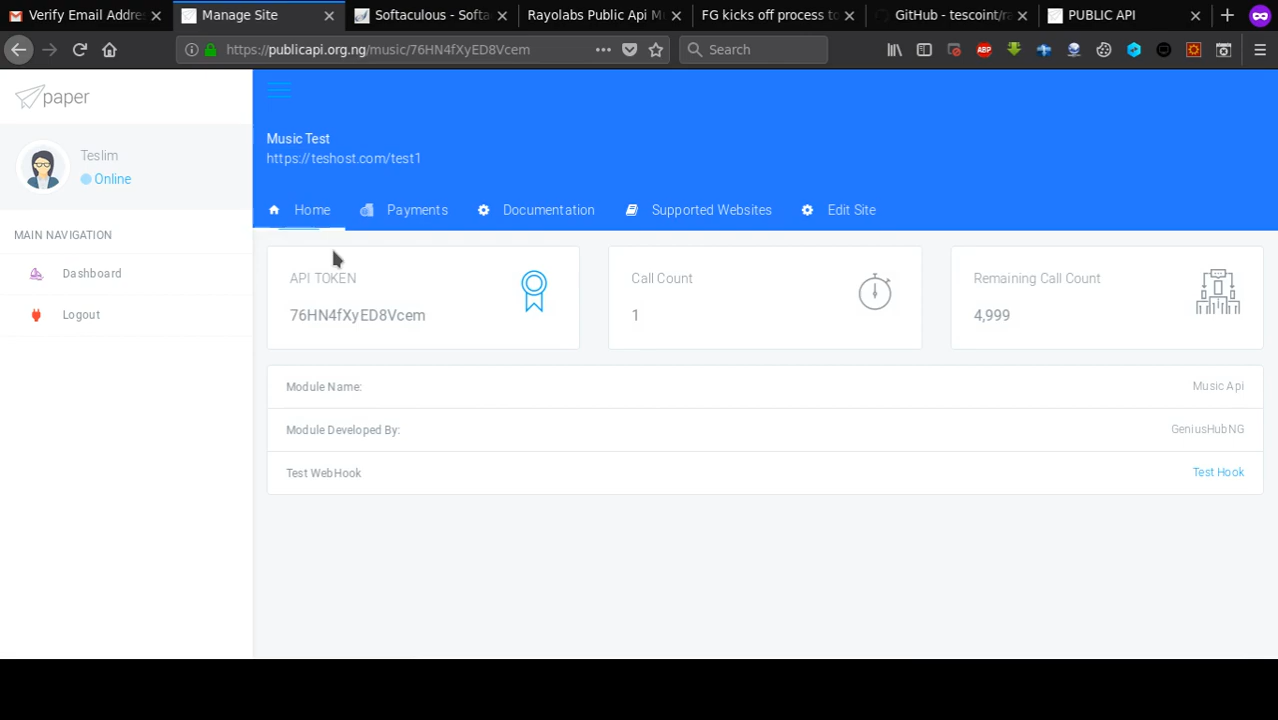 Verify Email Addre
Manage Site
Softaculous - Softa
Rayolabs Public Api M
FG kicks off process to
GitHub - tescoint/ra
PUBLIC API
https://publicapi.org.ng/music/76HN4fXyED8Vcem
Search
ABP
paper
Teslim
Online
MAIN NAVIGATION
Dashboard
Logout
Music Test
https://teshost.com/test1
Home
Payments
Documentation
Supported Websites
Edit Site
API TOKEN
76HN4fXyED8Vcem
Call Count
1
Remaining Call Count
4,999
Module Name:
Music Api
Module Developed By:
GeniusHubNG
Test WebHook
Test Hook